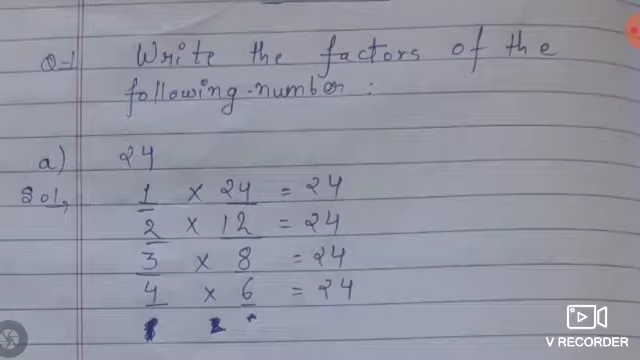 Q-1 Write the factors of the
following number:
a) 24
Sol, 1 × 24 = 24
2 × 12 = 24
3 × 8 = 24
4 × 6 = 24
V RECORDER